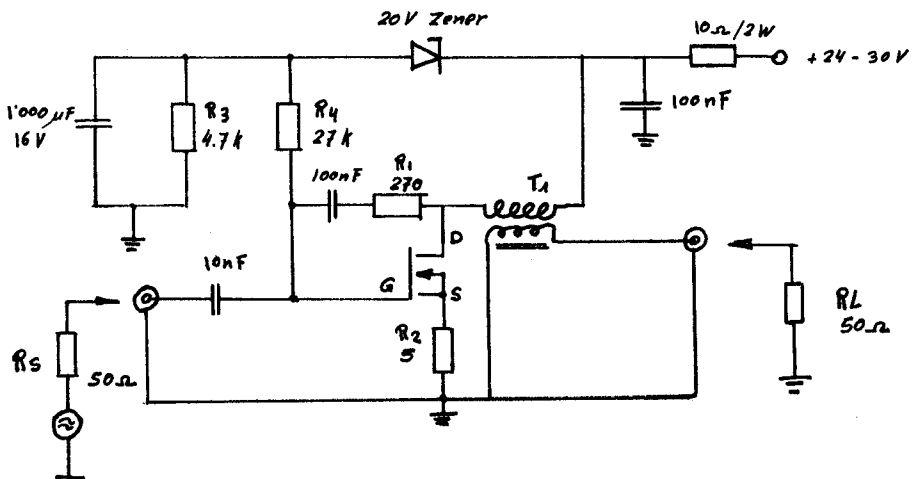 20V Zener
10Ω/2W
+24-30V
1'000µF
16V
R3
4.7k
R4
27k
100nF
100nF
R1
270
T1
D
10nF
G
S
R2
5
Rs
50Ω
RL
50Ω